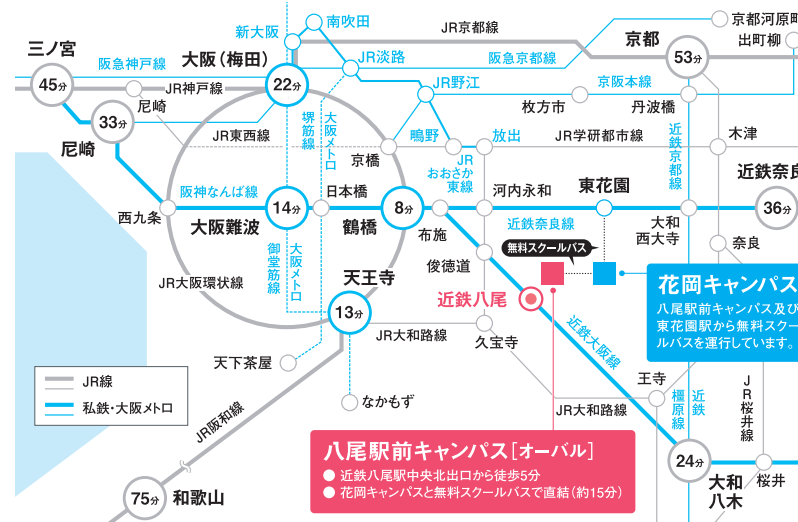 南吹田
新大阪
JR京都線
京都河原町
出町柳
三ノ宮
大阪（梅田）
京都
阪急神戸線
JR淡路
阪急京都線
53分
45分
JR神戸線
22分
JR野江
京阪本線
尼崎
枚方市
丹波橋
33分
尼崎
JR東西線
堺筋線
大阪メトロ
鴫野
放出
JR学研都市線
木津
京橋
JR
おおさか
東線
近鉄京都線
近鉄奈良
阪神なんば線
日本橋
河内永和
東花園
西九条
14分
8分
36分
大阪難波
鶴橋
布施
近鉄奈良線
大和
西大寺
奈良
無料スクールバス
御堂筋線
大阪メトロ
俊徳道
JR大阪環状線
天王寺
近鉄八尾
花岡キャンパス
八尾駅前キャンパス及び
東花園駅から無料スクー
ルバスを運行しています。
13分
JR大和路線
久宝寺
近鉄大阪線
天下茶屋
王寺
JR線
私鉄・大阪メトロ
なかもず
JR大和路線
近鉄
橿原線
JR桜井線
JR阪和線
八尾駅前キャンパス［オーバル］
近鉄八尾駅中央北出口から徒歩5分
花岡キャンパスと無料スクールバスで直結（約15分）
24分
大和
八木
桜井
75分
和歌山